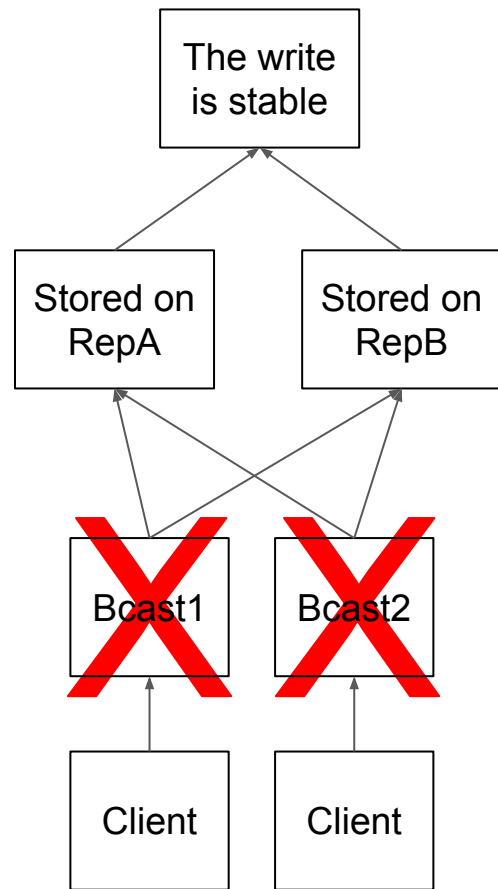 The write
is stable
Stored on
RepA
Stored on
RepB
Bcast1
Bcast2
Client
Client